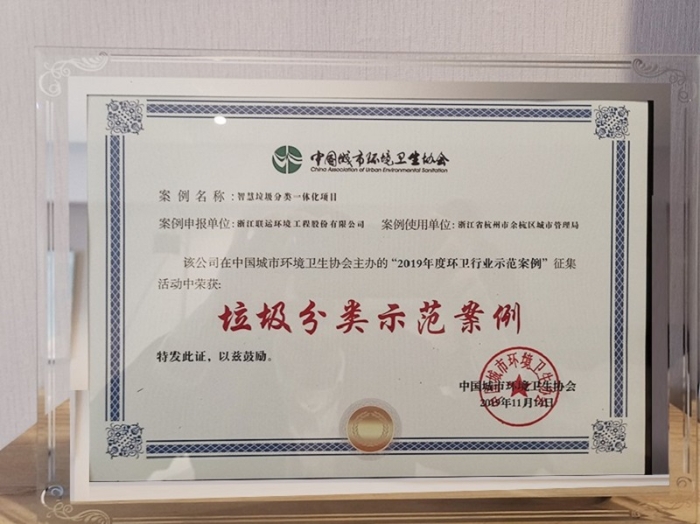 中国城市环境卫生协会
China Association of Urban Environmental Sanitation
案例名称:智慧垃圾分类一体化项目
案例申报单位:浙江联运环境工程股份有限公司 案例使用单位:浙江省杭州市余杭区城市管理局
该公司在中国城市环境卫生协会主办的“2019年度环卫行业示范案例”征集
活动中荣获:
垃圾分类示范案例
特发此证，以兹鼓励。
中国城市环境卫生协会
2019年11月14日